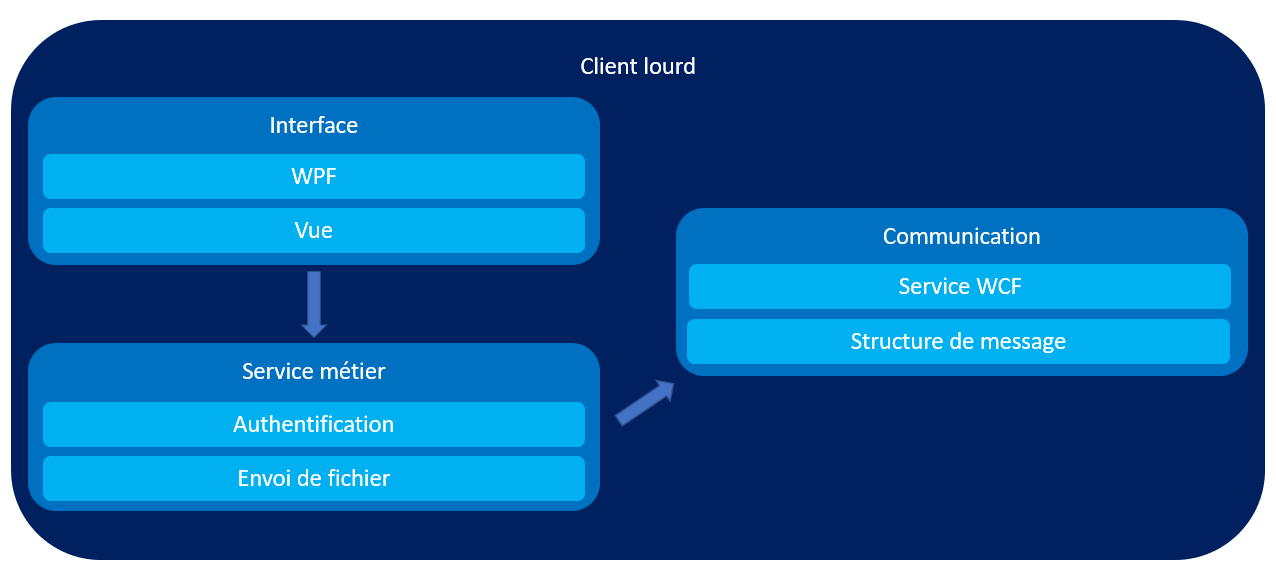 Client lourd
Interface
WPF
Vue
Service métier
Authentification
Envoi de fichier
Communication
Service WCF
Structure de message